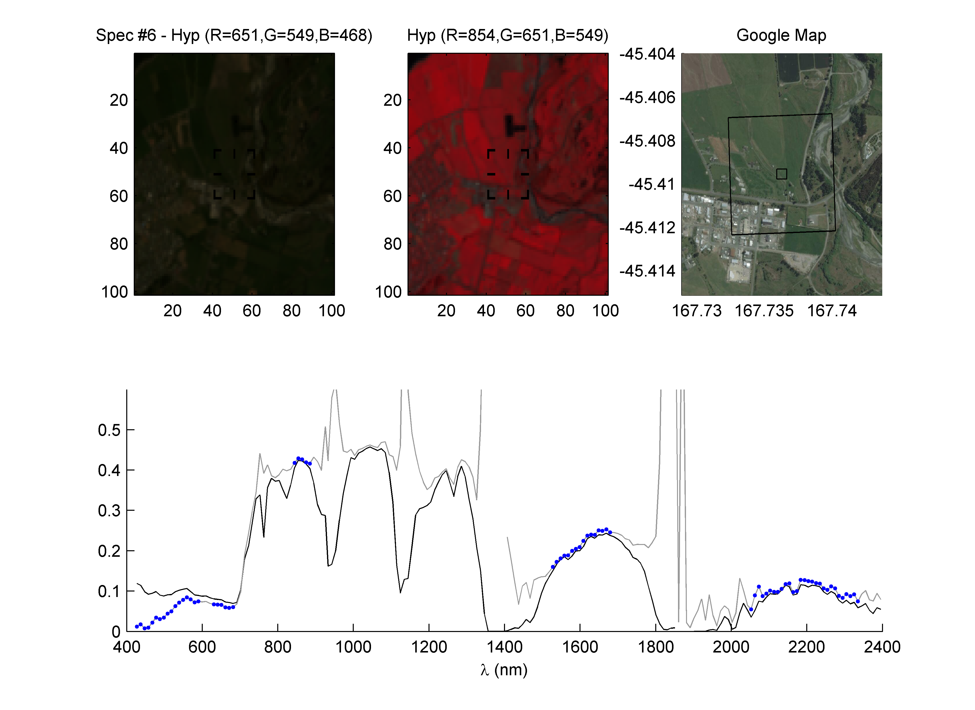 Spec #6 - Hyp (R=651,G=549,B=468)
Hyp (R=854,G=651,B=549)
Google Map
20
40
60
80
100
20 40 60 80 100
20
40
60
80
100
20 40 60 80 100
-45.404
-45.406
-45.408
-45.41
-45.412
-45.414
167.73 167.735 167.74
0.5
0.4
0.3
0.2
0.1
0
400 600 800 1000 1200 1400 1600 1800 2000 2200 2400
λ (nm)